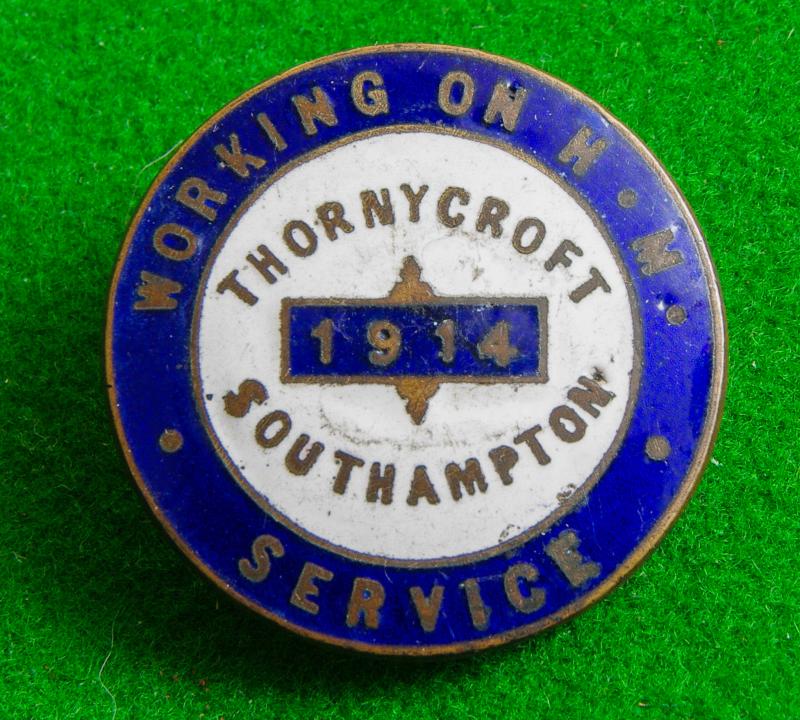 WORKING ON H·M·
THORNYCROFT
1914
SOUTHAMPTON
SERVICE